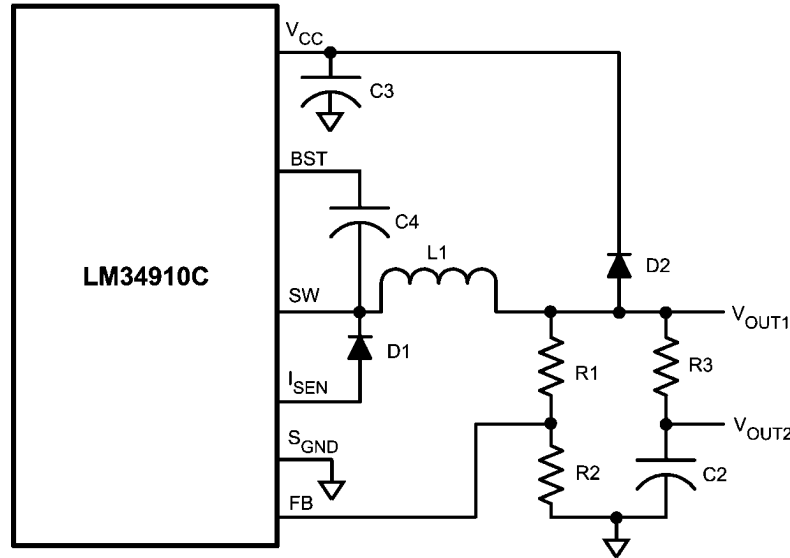 VCC
C3
BST
C4
LM34910C
L1
SW
D2
VOUT1
D1
R1
R3
ISEN
VOUT2
SGND
R2
C2
FB